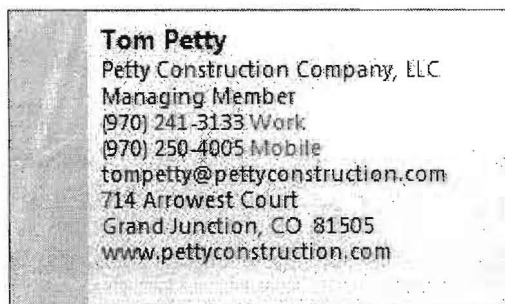 Tom Petty
Petty Construction Company, LLC
Managing Member
(970) 241-3133 Work
(970) 250-4005 Mobile
tompetty@pettyconstruction.com
714 Arrowest Court
Grand Junction, CO 81505
www.pettyconstruction.com